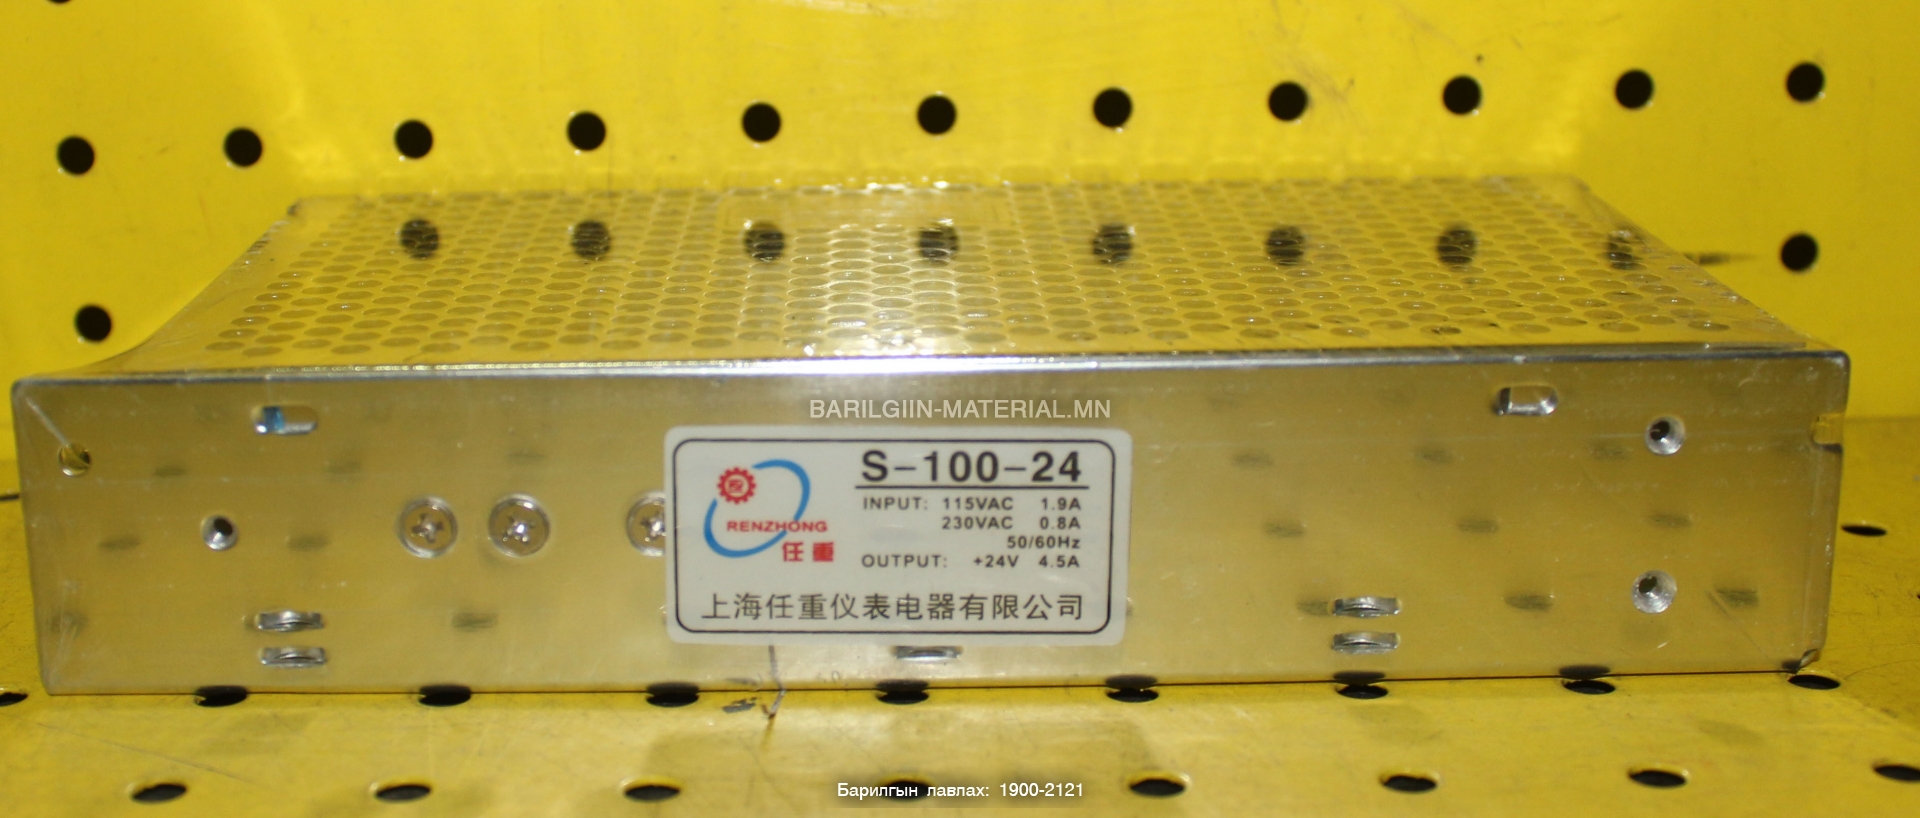 BARILGIIN-MATERIAL.MN
S-100-24
INPUT: 115VAC 1.9A
230VAC 0.8A
50/60Hz
OUTPUT: +24V 4.5A
RENZHONG
任重
上海任重仪表电器有限公司
Барилгын лавлах: 1900-2121